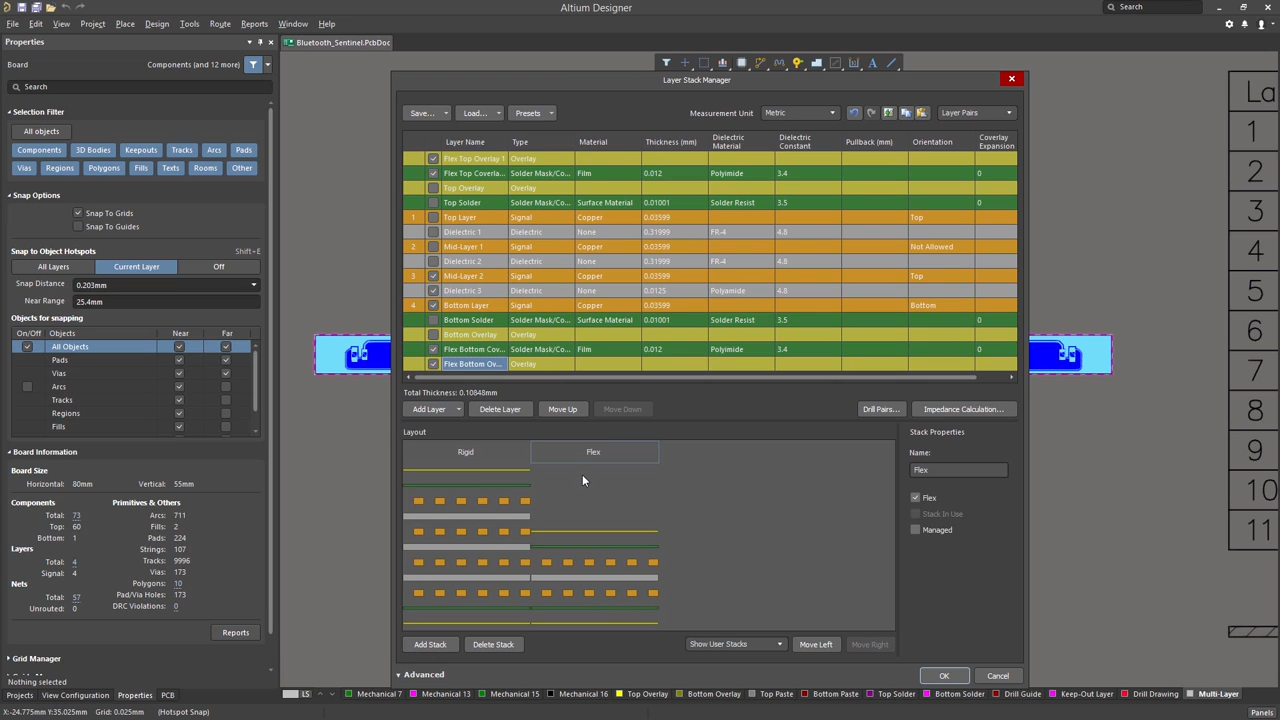 Altium Designer
Search
File Edit View Project Place Design Tools Route Reports Window Help
Properties
Bluetooth_Sentinel.PcbDoc
Board
Components (and 12 more)
Search
Selection Filter
All objects
Components 3D Bodies Keepouts Tracks Arcs Pads
Vias Regions Polygons Fills Texts Rooms Other
Snap Options
Snap To Grids
Snap To Guides
Snap to Object Hotspots Shift+E
All Layers Current Layer Off
Snap Distance 0.203mm
Near Range 25.4mm
Objects for snapping
On/Off Objects Near Far
All Objects
Pads
Vias
Arcs
Tracks
Regions
Fills
Board Information
Board Size
Horizontal: 80mm Vertical: 55mm
Components Primitives & Others
Total: 73 Arcs: 711
Top: 60 Fills: 2
Bottom: 1 Pads: 224
Layers Strings: 107
Total: 4 Tracks: 9996
Signal: 4 Vias: 173
Nets Polygons: 10
Total: 57 Pad/Via Holes: 173
Unrouted: 0 DRC Violations: 0
Reports
Grid Manager
Nothing selected
Projects View Configuration Properties PCB
X:-24.775mm Y:35.025mm Grid: 0.025mm (Hotspot Snap)
Layer Stack Manager
Save... Load... Presets Measurement Unit Metric Layer Pairs
Layer Name Type Material Thickness (mm) Dielectric Material Dielectric Constant Pullback (mm) Orientation Coverlay Expansion
Flex Top Overlay 1 Overlay
Flex Top Coverla... Solder Mask/Co... Film 0.012 Polyimide 3.4 0
Top Overlay Overlay
Top Solder Solder Mask/Co... Surface Material 0.01001 Solder Resist 3.5 0
1 Top Layer Signal Copper 0.03599 Top
Dielectric 1 Dielectric None 0.31999 FR-4 4.8
2 Mid-Layer 1 Signal Copper 0.03599 Not Allowed
Dielectric 2 Dielectric None 0.31999 FR-4 4.8
3 Mid-Layer 2 Signal Copper 0.03599 Top
Dielectric 3 Dielectric None 0.0125 Polyamide 4.8
4 Bottom Layer Signal Copper 0.03599 Bottom
Bottom Solder Solder Mask/Co... Surface Material 0.01001 Solder Resist 3.5 0
Bottom Overlay Overlay
Flex Bottom Cov... Solder Mask/Co... Film 0.012 Polyimide 3.4 0
Flex Bottom Ov... Overlay
Total Thickness: 0.10848mm
Add Layer Delete Layer Move Up Move Down Drill Pairs... Impedance Calculation...
Layout Stack Properties
Rigid Flex
Name:
Flex
Flex
Stack In Use
Managed
Add Stack Delete Stack Show User Stacks Move Left Move Right
Advanced
OK Cancel
LS Mechanical 7 Mechanical 13 Mechanical 15 Mechanical 16 Top Overlay Bottom Overlay Top Paste Bottom Paste Top Solder Bottom Solder Drill Guide Keep-Out Layer Drill Drawing Multi-Layer
Panels
La
1
2
3
4
5
6
7
8
9
10
11